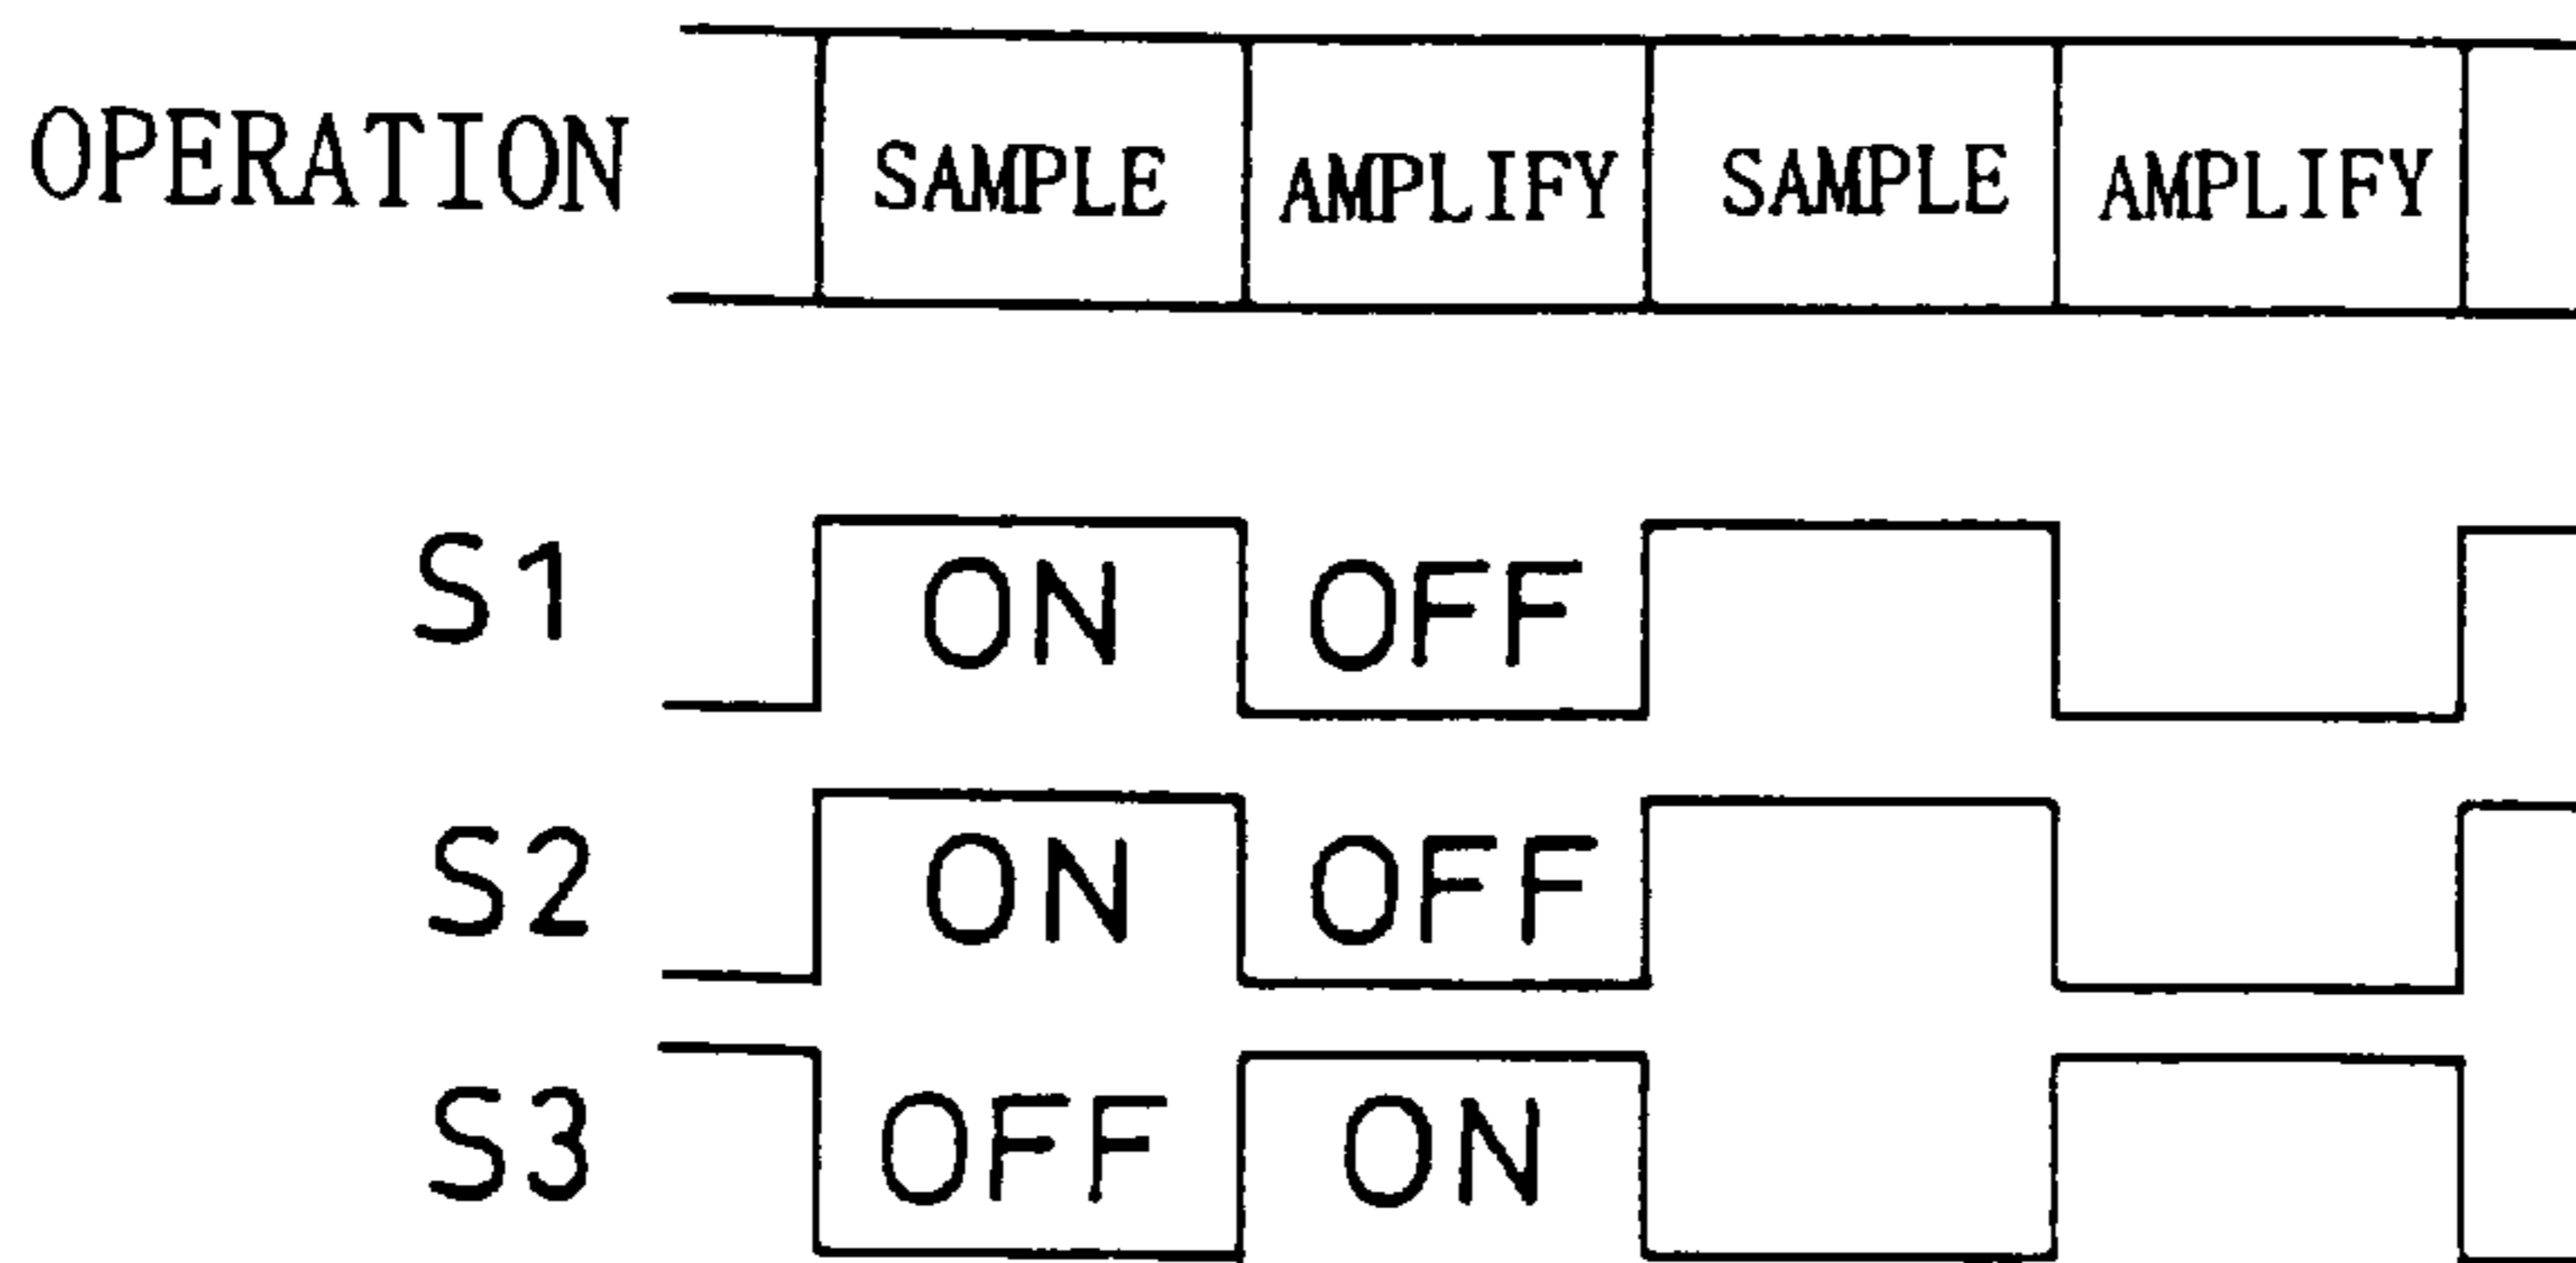 OPERATION SAMPLE AMPLIFY SAMPLE AMPLIFY
S1 ON OFF
S2 ON OFF
S3 OFF ON